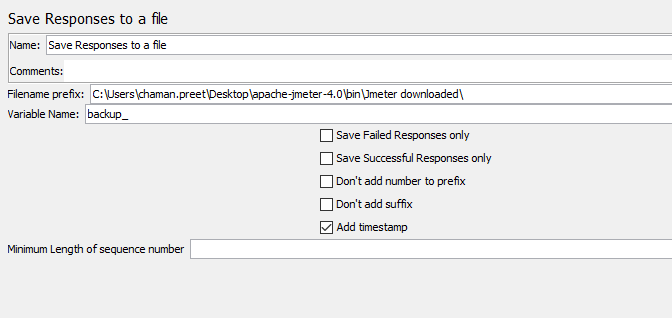 Save Responses to a file
Name: Save Responses to a file
Comments:
Filename prefix: C:\Users\chaman.preet\Desktop\apache-jmeter-4.0\bin\Jmeter downloaded\
Variable Name: backup_
Save Failed Responses only
Save Successful Responses only
Don't add number to prefix
Don't add suffix
Add timestamp
Minimum Length of sequence number